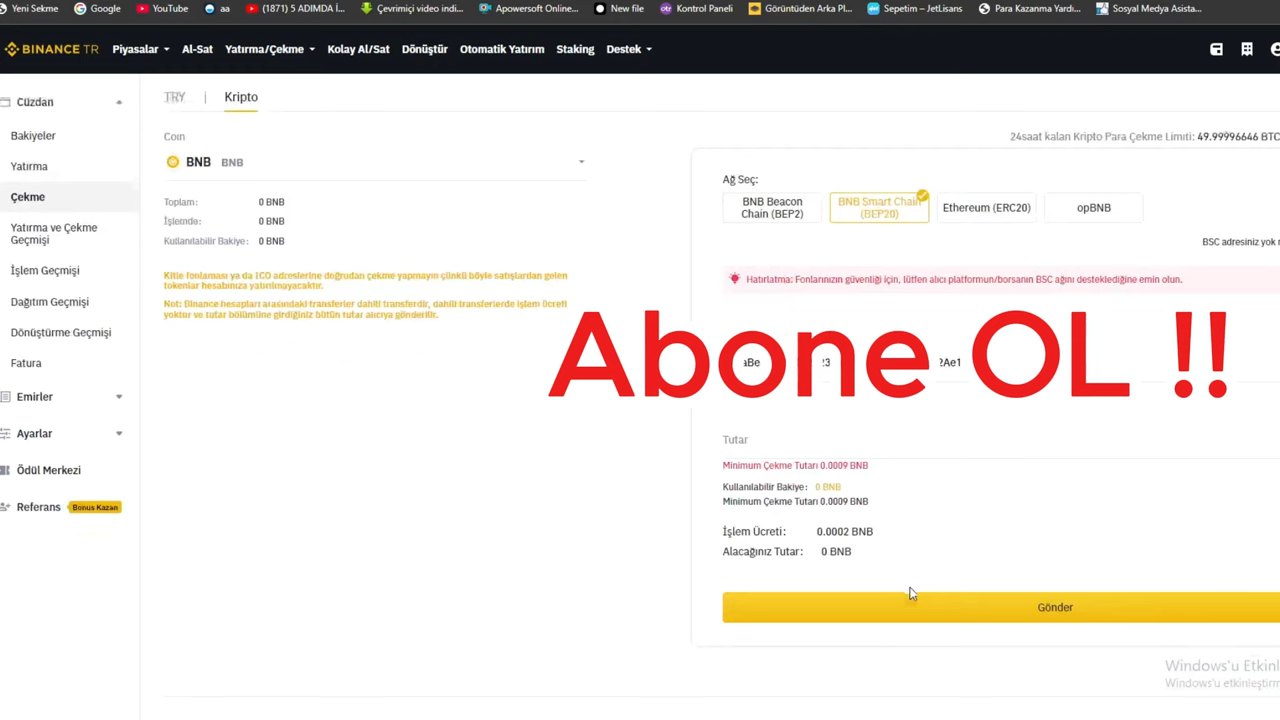 Yeni Sekme Google YouTube aa (1871) 5 ADIMDA İ... Çevrimiçi video indi... Apowersoft Online... New file Kontrol Paneli Görüntüden Arka Pl... Sepetim – JetLisans Para Kazanma Yardı... Sosyal Medya Asista...
BINANCE TR Piyasalar Al-Sat Yatırma/Çekme Kolay Al/Sat Dönüştür Otomatik Yatırım Staking Destek
Cüzdan
Bakiyeler
Yatırma
Çekme
Yatırma ve Çekme
Geçmişi
İşlem Geçmişi
Dağıtım Geçmişi
Dönüştürme Geçmişi
Fatura
Emirler
Ayarlar
Ödül Merkezi
Referans Bonus Kazan
TRY | Kripto
Coin
BNB BNB
Toplam: 0 BNB
İşlemde: 0 BNB
Kullanılabilir Bakiye: 0 BNB
Kitle fonlaması ya da ICO adreslerine doğrudan çekme yapmayın çünkü böyle satışlardan gelen
tokenlar hesabınıza yatırılmayacaktır.
Not: Binance hesapları arasındaki transferler dahili transferdir, dahili transferlerde işlem ücreti
yoktur ve tutar bölümüne girdiğiniz bütün tutar alıcıya gönderilir.
24saat kalan Kripto Para Çekme Limiti: 49.99996646 BTC
Ağ Seç:
BNB Beacon
Chain (BEP2)
BNB Smart Chain
(BEP20)
Ethereum (ERC20)
opBNB
BSC adresiniz yok
Hatırlatma: Fonlarınızın güvenliği için, lütfen alıcı platformun/borsanın BSC ağını desteklediğine emin olun.
Abone OL !!
Tutar
Minimum Çekme Tutarı 0.0009 BNB
Kullanılabilir Bakiye: 0 BNB
Minimum Çekme Tutarı 0.0009 BNB
İşlem Ücreti: 0.0002 BNB
Alacağınız Tutar: 0 BNB
Gönder
Windows'u Etkinl
Windows'u etkinleştirm